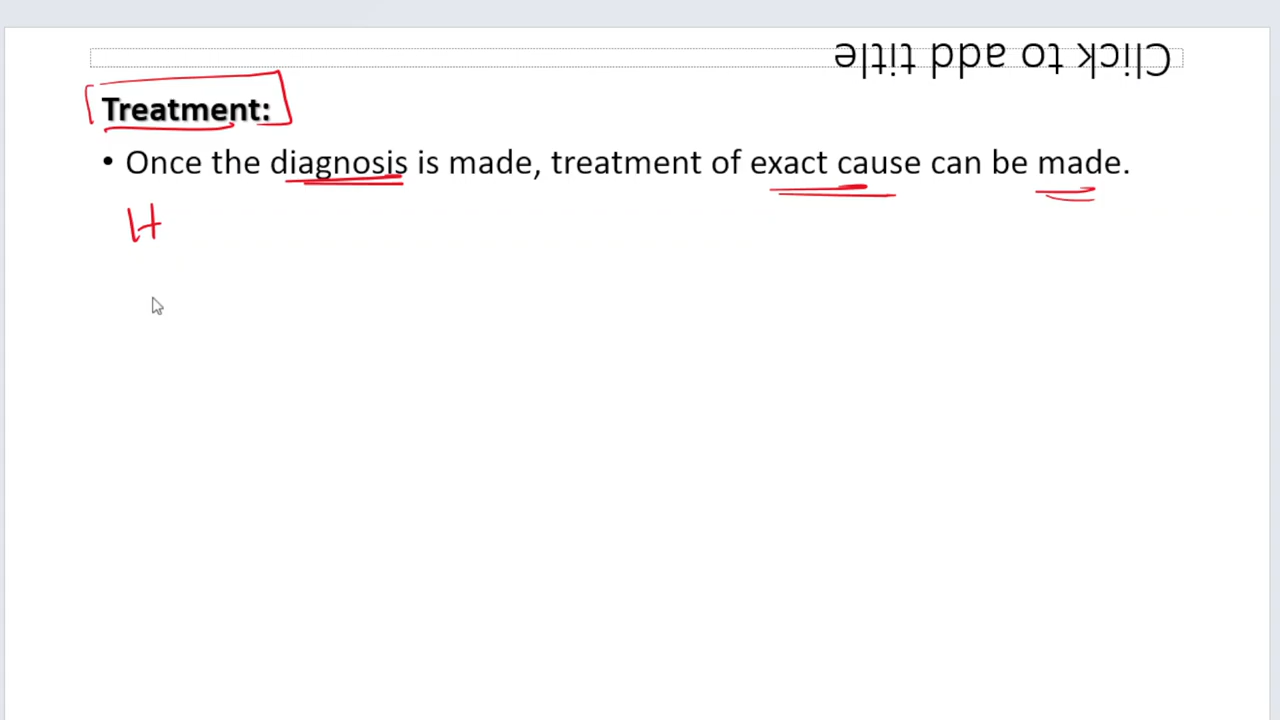 Click to add title
Treatment:
• Once the diagnosis is made, treatment of exact cause can be made.
H